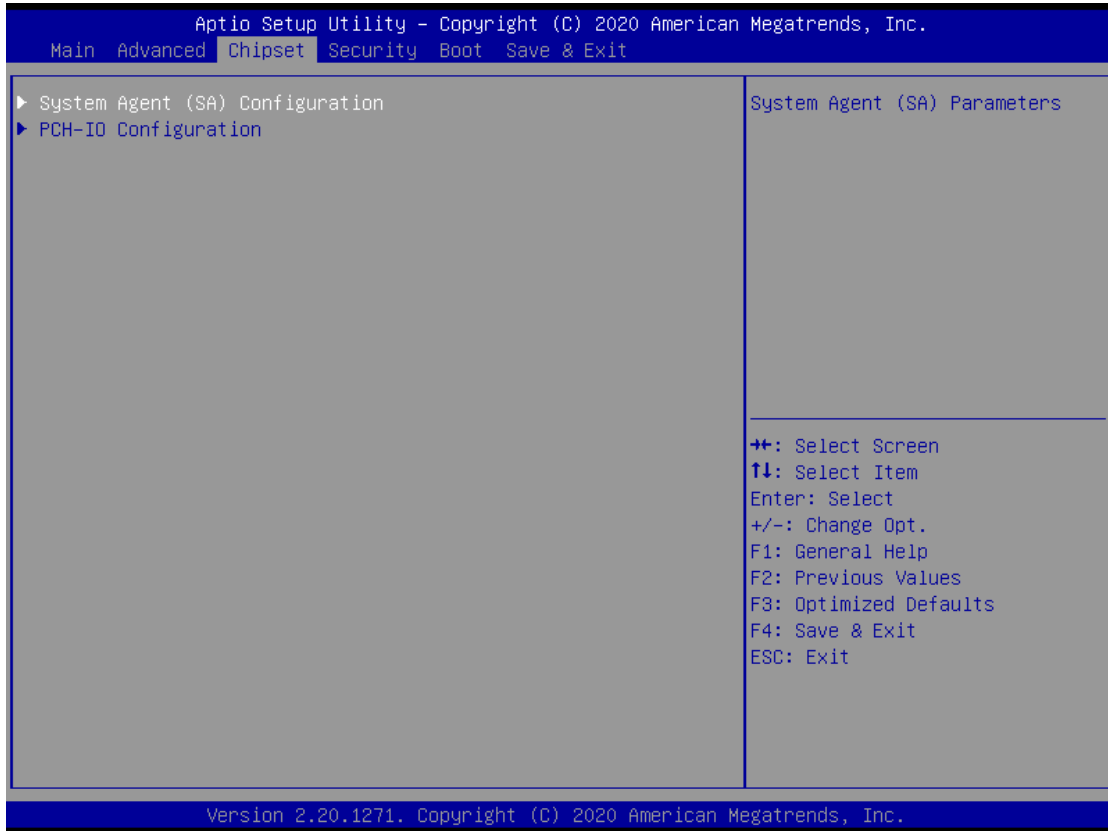 Aptio Setup Utility – Copyright (C) 2020 American Megatrends, Inc.
Main Advanced Chipset Security Boot Save & Exit
▶ System Agent (SA) Configuration
▶ PCH-IO Configuration
System Agent (SA) Parameters
→←: Select Screen
↑↓: Select Item
Enter: Select
+/-: Change Opt.
F1: General Help
F2: Previous Values
F3: Optimized Defaults
F4: Save & Exit
ESC: Exit
Version 2.20.1271. Copyright (C) 2020 American Megatrends, Inc.